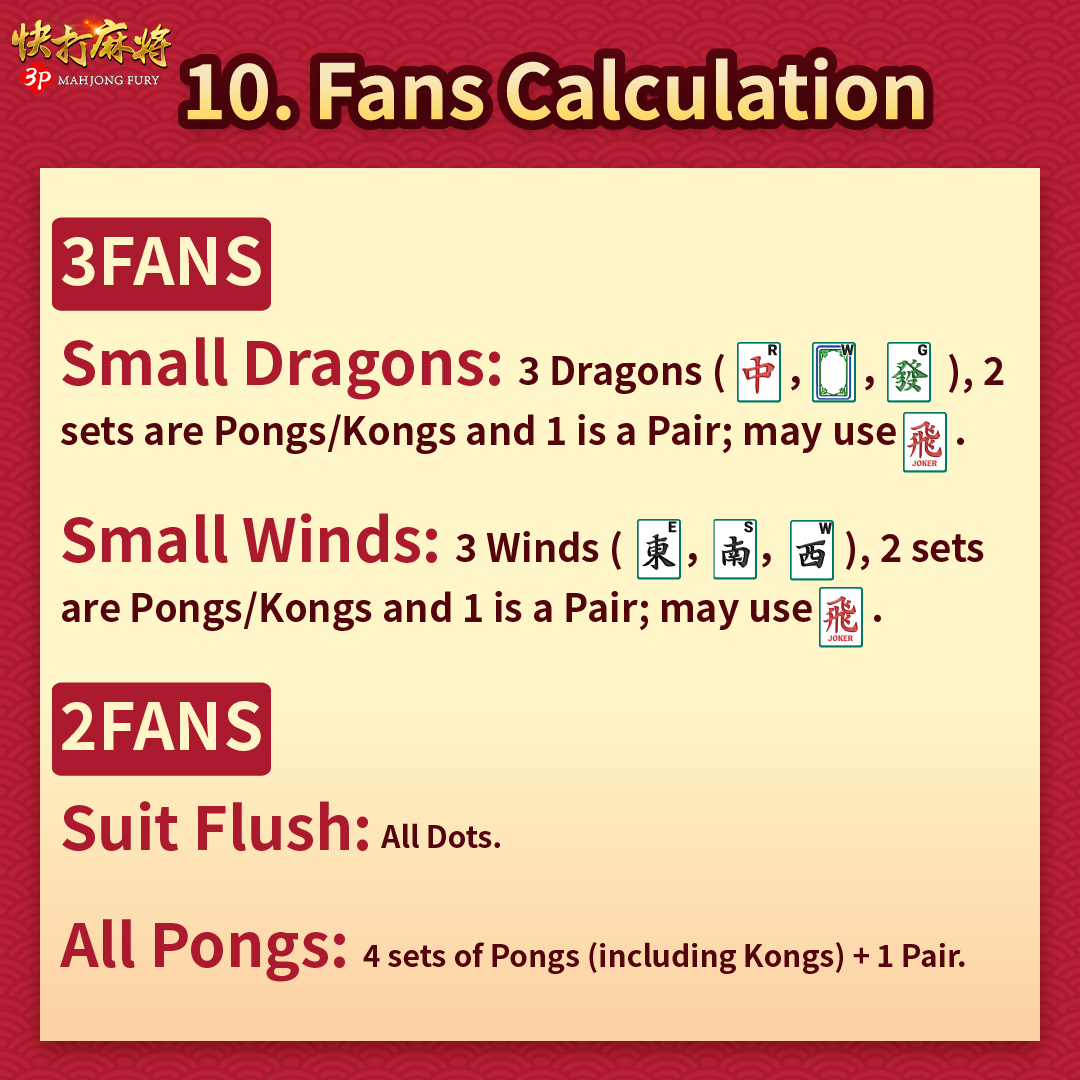 快打麻将
3P MAHJONG FURY
10. Fans Calculation
3FANS
Small Dragons: 3 Dragons ( R 中 , W , G 發 ), 2
sets are Pongs/Kongs and 1 is a Pair; may use 飛 JOKER .
Small Winds: 3 Winds ( E 東 , S 南 , W 西 ), 2 sets
are Pongs/Kongs and 1 is a Pair; may use 飛 JOKER .
2FANS
Suit Flush: All Dots.
All Pongs: 4 sets of Pongs (including Kongs) + 1 Pair.